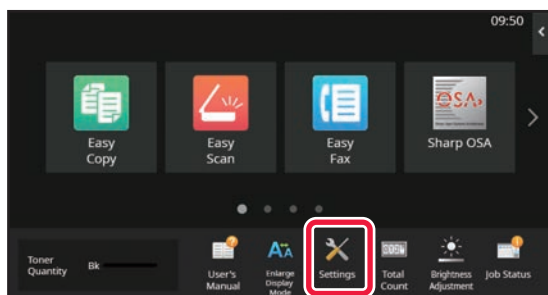 09:50
Easy
Copy
Easy
Scan
Easy
Fax
OSA
Sharp OSA
Toner
Quantity
Bk
User's
Manual
Enlarge
Display
Mode
Settings
Total
Count
Brightness
Adjustment
Job Status